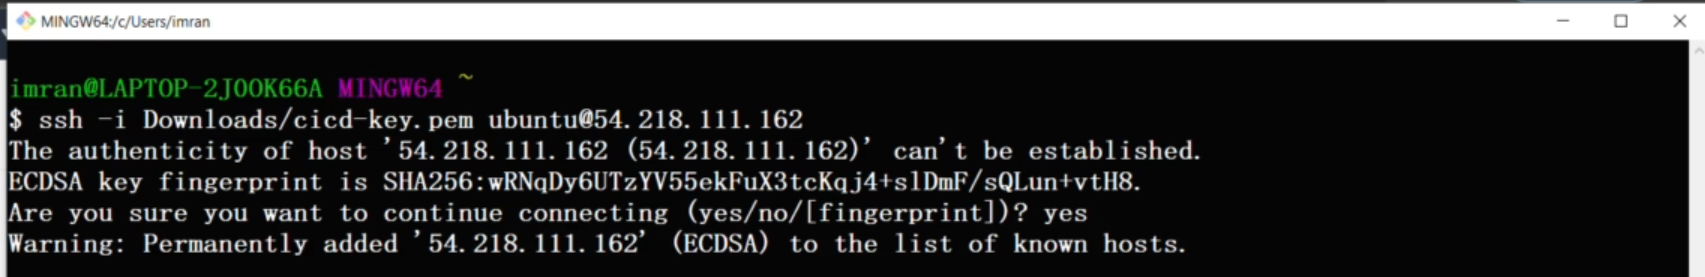 MINGW64:/c/Users/imran
imran@LAPTOP-2JOOK66A MINGW64 ~
$ ssh -i Downloads/cicd-key.pem ubuntu@54.218.111.162
The authenticity of host '54.218.111.162 (54.218.111.162)' can't be established.
ECDSA key fingerprint is SHA256:wRNqDy6UTzYV55ekFuX3tcKqj4+slDmF/sQLun+vtH8.
Are you sure you want to continue connecting (yes/no/[fingerprint])? yes
Warning: Permanently added '54.218.111.162' (ECDSA) to the list of known hosts.